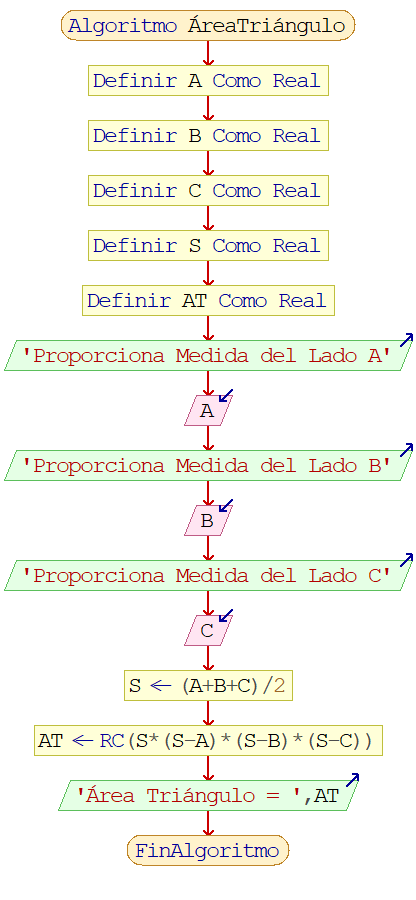 Algoritmo ÁreaTriángulo
Definir A Como Real
Definir B Como Real
Definir C Como Real
Definir S Como Real
Definir AT Como Real
'Proporciona Medida del Lado A'
A
'Proporciona Medida del Lado B'
B
'Proporciona Medida del Lado C'
C
S ← (A+B+C)/2
AT ← RC(S*(S-A)*(S-B)*(S-C))
'Área Triángulo = ',AT
FinAlgoritmo